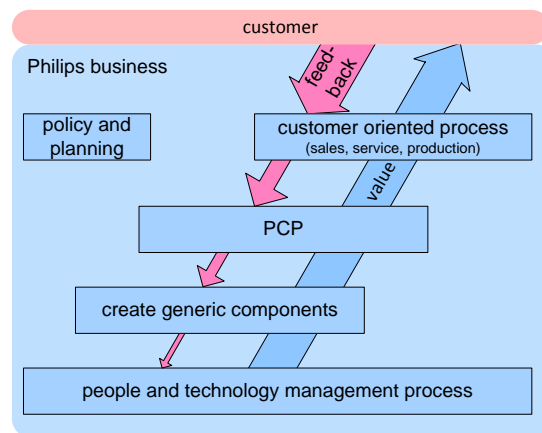 customer
Philips business
feed-
back
policy and
planning
customer oriented process
(sales, service, production)
value
PCP
create generic components
people and technology management process